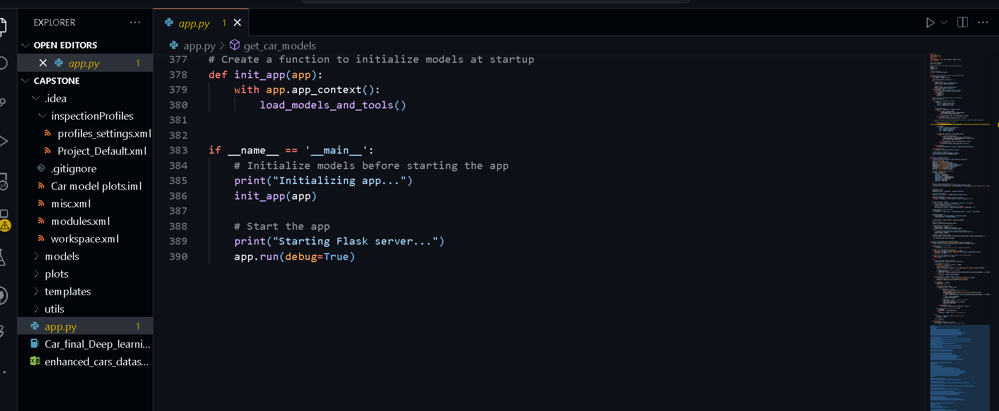 EXPLORER
OPEN EDITORS
app.py 1
CAPSTONE
.idea
inspectionProfiles
profiles_settings.xml
Project_Default.xml
.gitignore
Car model plots.iml
misc.xml
modules.xml
workspace.xml
models
plots
templates
utils
app.py 1
Car_final_Deep_learni...
enhanced_cars_datas...
app.py 1
app.py > get_car_models
377 # Create a function to initialize models at startup
378 def init_app(app):
379     with app.app_context():
380         load_models_and_tools()
381
382
383 if __name__ == '__main__':
384     # Initialize models before starting the app
385     print("Initializing app...")
386     init_app(app)
387
388     # Start the app
389     print("Starting Flask server...")
390     app.run(debug=True)